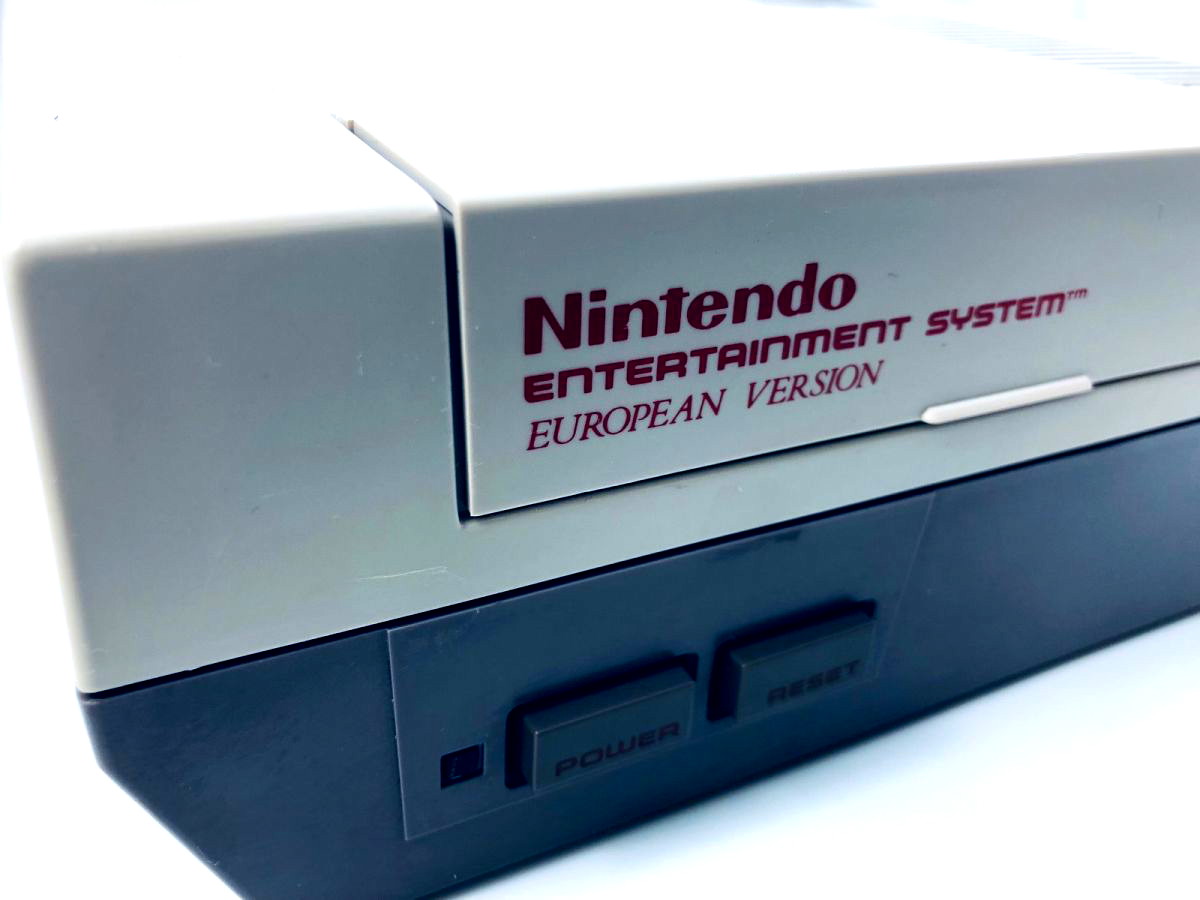 Nintendo
ENTERTAINMENT SYSTEM™
EUROPEAN VERSION
POWER
RESET